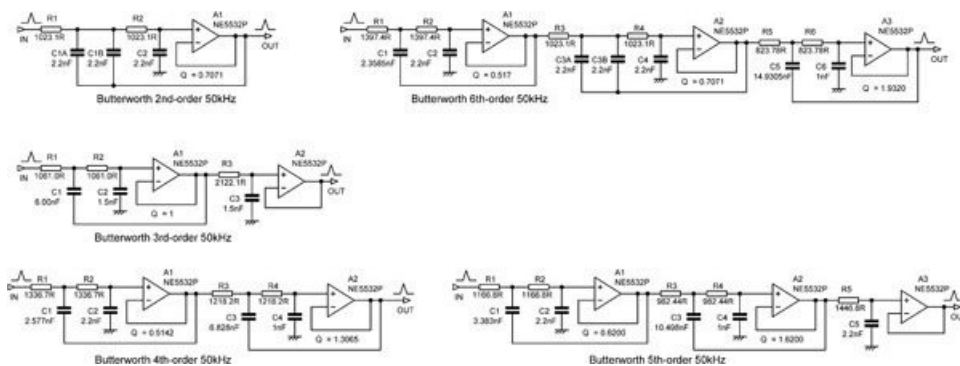 R1
1023.1R
R2
1023.1R
A1
NE5532P
IN
OUT
C1A
2.2nF
C1B
2.2nF
C2
2.2nF
Q = 0.7071
Butterworth 2nd-order 50kHz
R1
1397.4R
R2
1397.4R
A1
NE5532P
IN
C1
2.3585nF
C2
2.2nF
Q = 0.517
R3
1023.1R
R4
1023.1R
A2
NE5532P
C3A
2.2nF
C3B
2.2nF
C4
2.2nF
Q = 0.7071
R5
823.78R
R6
823.78R
A3
NE5532P
C5
14.9305nF
C6
1nF
Q = 1.9320
OUT
Butterworth 6th-order 50kHz
R1
1061.0R
R2
1061.0R
A1
NE5532P
IN
C1
6.00nF
C2
1.5nF
Q = 1
R3
2122.1R
A2
NE5532P
C3
1.5nF
OUT
Butterworth 3rd-order 50kHz
R1
1336.7R
R2
1336.7R
A1
NE5532P
IN
C1
2.577nF
C2
2.2nF
Q = 0.5142
R3
1218.2R
R4
1218.2R
A2
NE5532P
C3
6.828nF
C4
1nF
Q = 1.3065
OUT
Butterworth 4th-order 50kHz
R1
1166.8R
R2
1166.8R
A1
NE5532P
IN
C1
3.383nF
C2
2.2nF
Q = 0.6200
R3
982.44R
R4
982.44R
A2
NE5532P
C3
10.498nF
C4
1nF
Q = 1.6200
R5
1446.8R
A3
NE5532P
C5
2.2nF
OUT
Butterworth 5th-order 50kHz